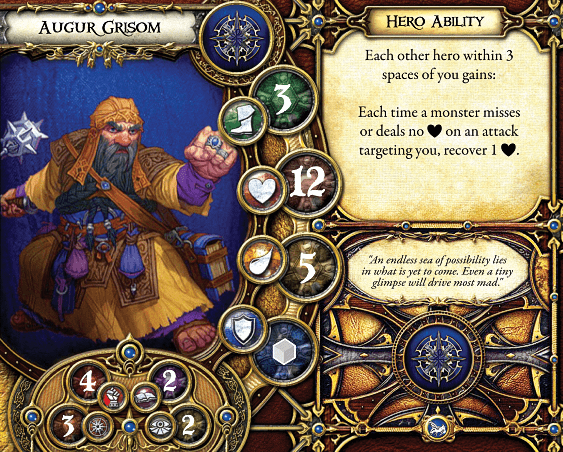 AUGUR GRISOM
3
12
5
4
2
3
2
HERO ABILITY
Each other hero within 3
spaces of you gains:
Each time a monster misses
or deals no ♥ on an attack
targeting you, recover 1 ♥.
"An endless sea of possibility lies
in what is yet to come. Even a tiny
glimpse will drive most mad."